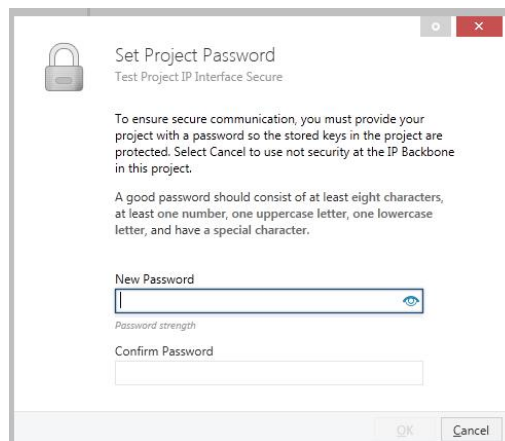 Set Project Password
Test Project IP Interface Secure
To ensure secure communication, you must provide your
project with a password so the stored keys in the project are
protected. Select Cancel to use not security at the IP Backbone
in this project.
A good password should consist of at least eight characters,
at least one number, one uppercase letter, one lowercase
letter, and have a special character.
New Password
Password strength
Confirm Password
OK
Cancel